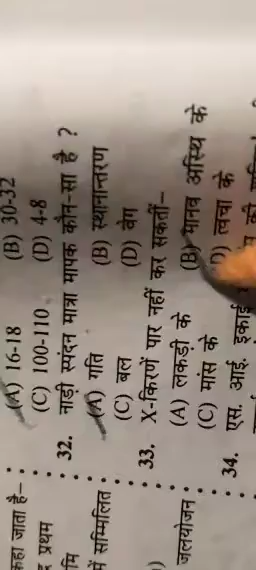 कहा जाता है–
प्रथम
में सम्मिलित
जलयोजन
(A) 16-18 (B) 30-32
(C) 100-110 (D) 4-8
32. नाड़ी स्पंदन मात्रा मापक कौन-सा है ?
(A) गति (B) स्थानान्तरण
(C) बल (D) वेग
33. X-किरणें पार नहीं कर सकतीं–
(A) लकड़ी के (B) मानव अस्थि के
(C) मांस के (D) त्वचा के
34. एस. आई. इकाई